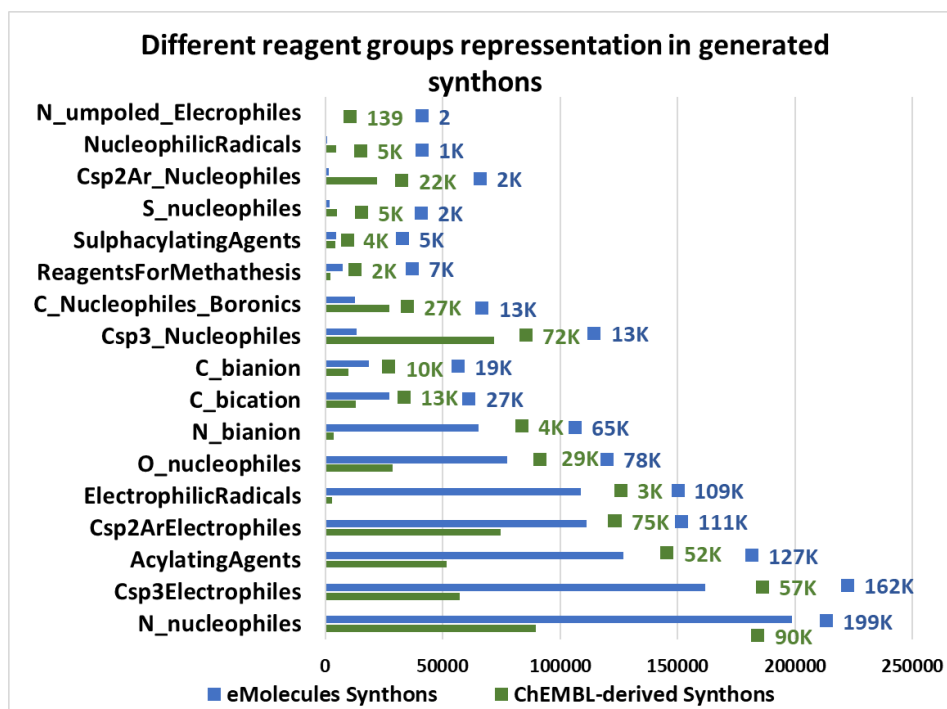 Different reagent groups repressentation in generated
synthons
N_umpoled_Elecrophiles 139 2
NucleophilicRadicals 5K 1K
Csp2Ar_Nucleophiles 22K 2K
S_nucleophiles 5K 2K
SulphacylatingAgents 4K 5K
ReagentsForMethathesis 2K 7K
C_Nucleophiles_Boronics 27K 13K
Csp3_Nucleophiles 72K 13K
C_bianion 10K 19K
C_bication 13K 27K
N_bianion 4K 65K
O_nucleophiles 29K 78K
ElectrophilicRadicals 3K 109K
Csp2ArElectrophiles 75K 111K
AcylatingAgents 52K 127K
Csp3Electrophiles 57K 162K
N_nucleophiles 199K
90K
0 50000 100000 150000 200000 250000
eMolecules Synthons ChEMBL-derived Synthons